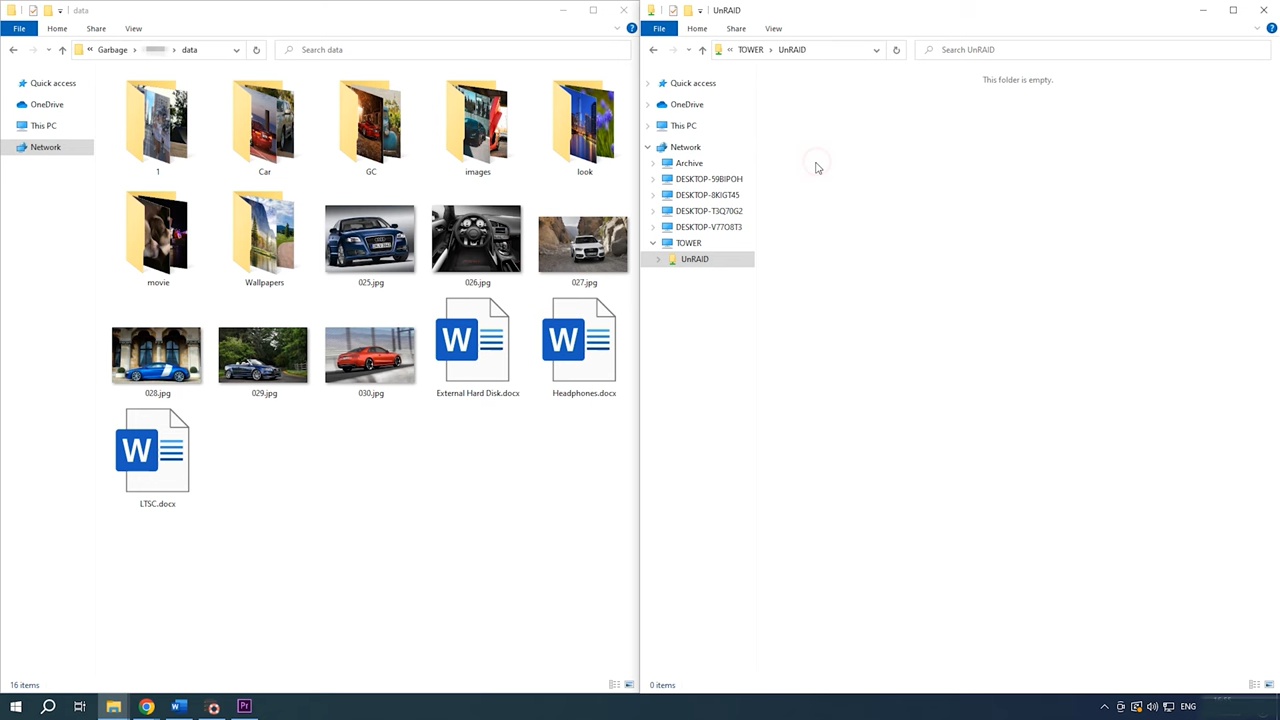 data
File Home Share View
« Garbage › › data
Search data
Quick access
OneDrive
This PC
Network
1
Car
GC
images
look
movie
Wallpapers
025.jpg
026.jpg
027.jpg
028.jpg
029.jpg
030.jpg
External Hard Disk.docx
Headphones.docx
LTSC.docx
16 items
UnRAID
File Home Share View
« TOWER › UnRAID
Search UnRAID
Quick access
OneDrive
This PC
Network
Archive
DESKTOP-59BIPOH
DESKTOP-8KIGT45
DESKTOP-T3Q70G2
DESKTOP-V77O8T3
TOWER
UnRAID
This folder is empty.
0 items
W
Pr
ENG